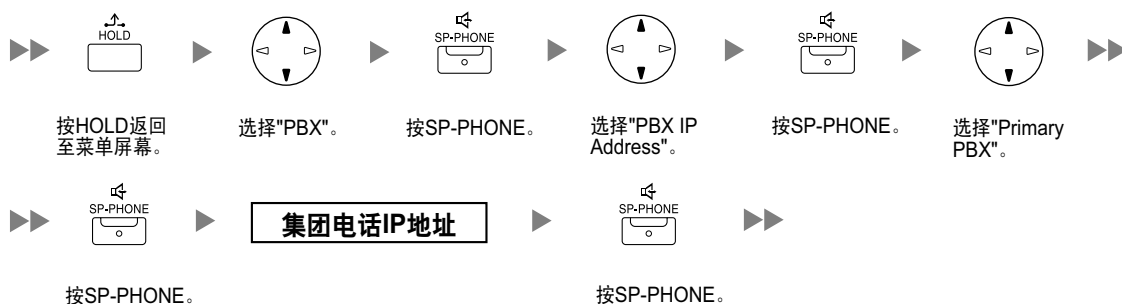 HOLD
SP-PHONE
SP-PHONE
按HOLD返回
至菜单屏幕。
选择"PBX"。
按SP-PHONE。
选择"PBX IP
Address"。
按SP-PHONE。
选择"Primary
PBX"。
SP-PHONE
集团电话IP地址
SP-PHONE
按SP-PHONE。
按SP-PHONE。